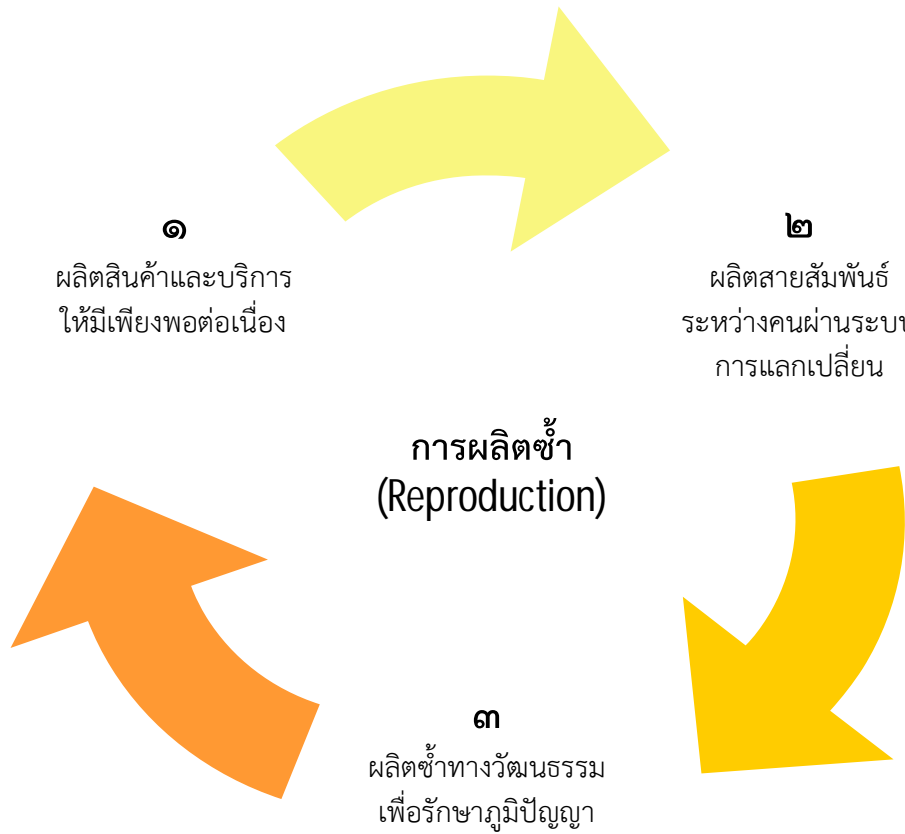 ๑
ผลิตสินค้าและบริการ
ให้มีเพียงพอต่อเนื่อง
๒
ผลิตสายสัมพันธ์
ระหว่างคนผ่านระบบ
การแลกเปลี่ยน
การผลิตซ้ำ
(Reproduction)
๓
ผลิตซ้ำทางวัฒนธรรม
เพื่อรักษาภูมิปัญญา